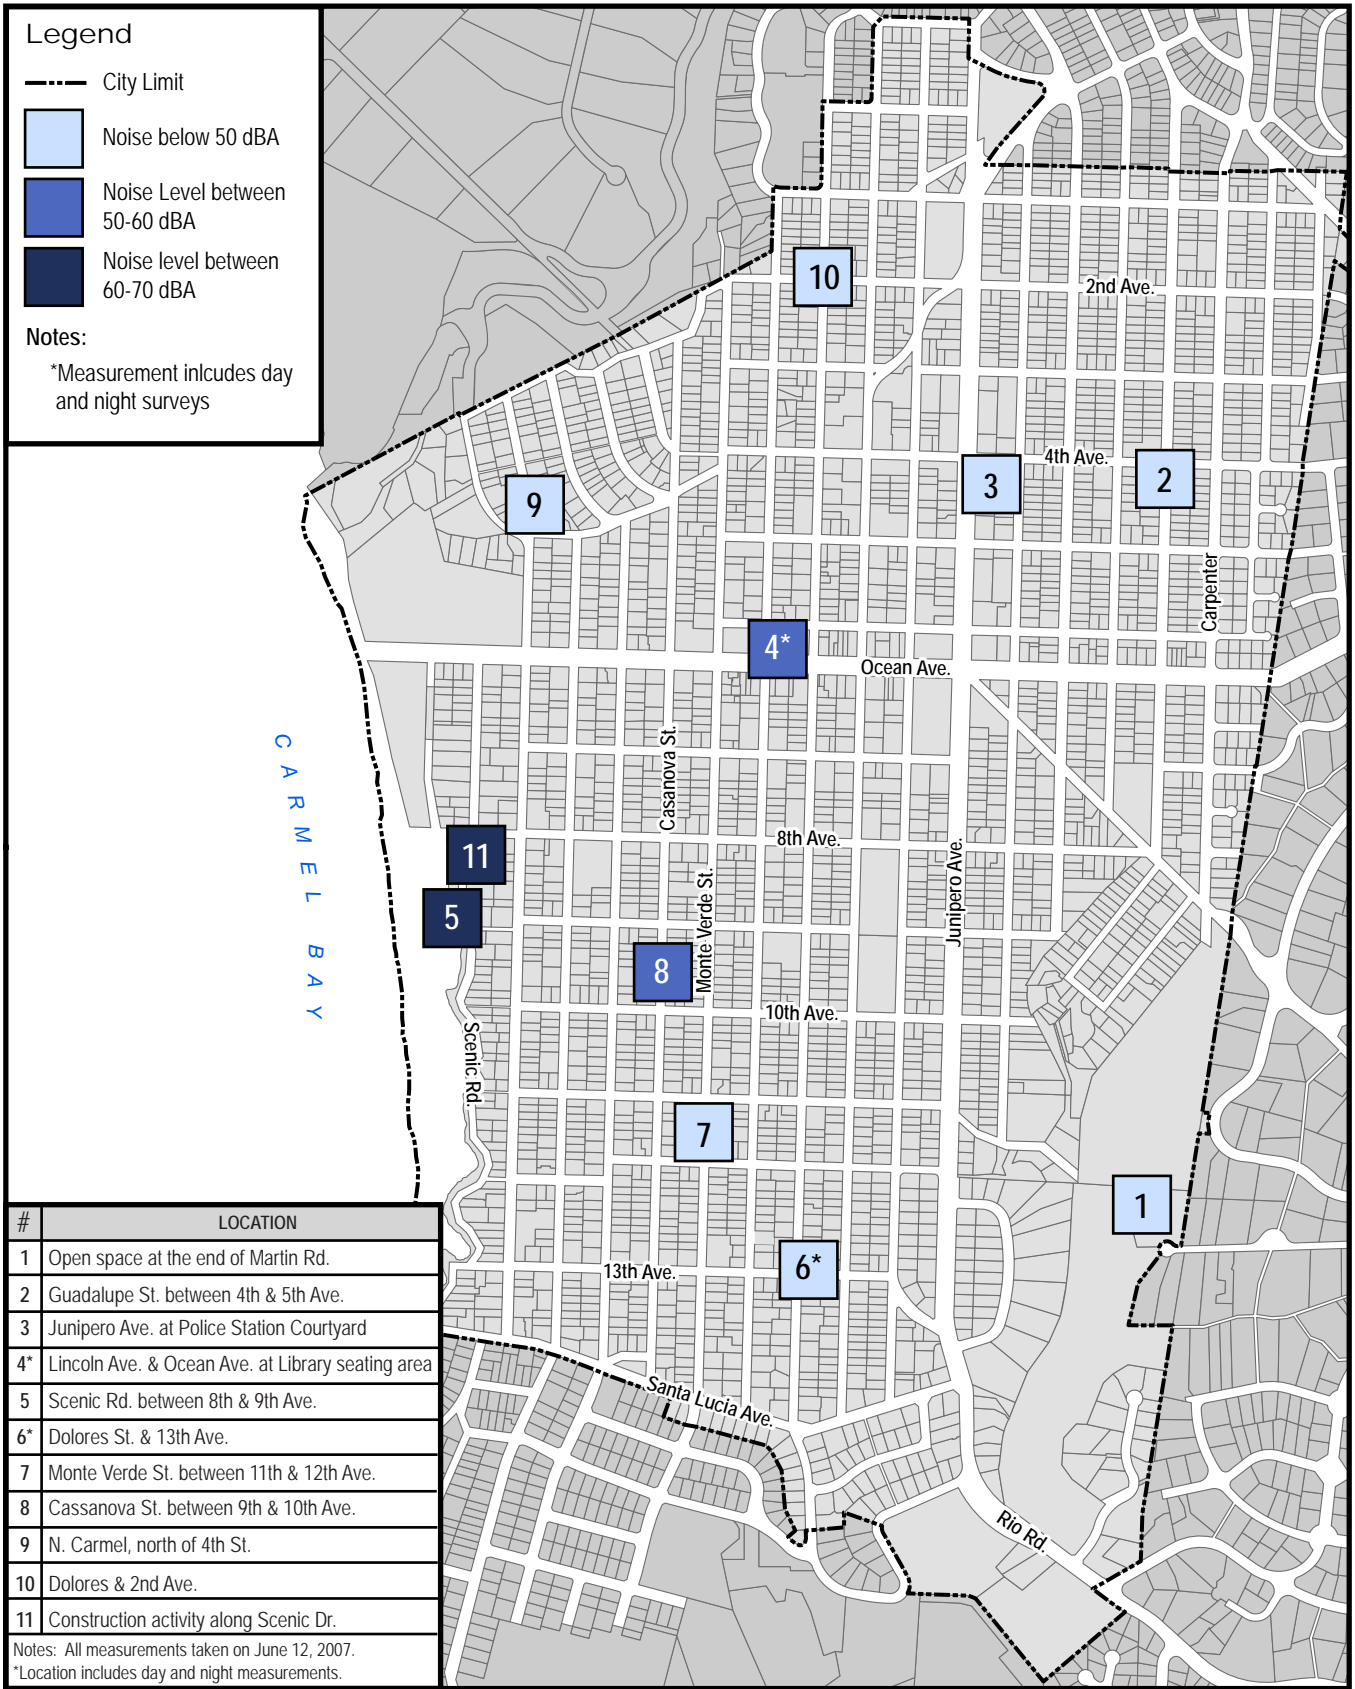 Legend
City Limit
Noise below 50 dBA
Noise Level between
50-60 dBA
Noise level between
60-70 dBA
Notes:
*Measurement inlcudes day
and night surveys
10
2nd Ave.
4th Ave.
3
2
9
Carpenter
4*
Ocean Ave.
CARMEL BAY
Casanova St.
8th Ave.
11
Junipero Ave.
Monte Verde St.
5
8
10th Ave.
Scenic Rd.
7
1
13th Ave.
6*
Santa Lucia Ave.
Rio Rd.
# LOCATION
1 Open space at the end of Martin Rd.
2 Guadalupe St. between 4th & 5th Ave.
3 Junipero Ave. at Police Station Courtyard
4* Lincoln Ave. & Ocean Ave. at Library seating area
5 Scenic Rd. between 8th & 9th Ave.
6* Dolores St. & 13th Ave.
7 Monte Verde St. between 11th & 12th Ave.
8 Cassanova St. between 9th & 10th Ave.
9 N. Carmel, north of 4th St.
10 Dolores & 2nd Ave.
11 Construction activity along Scenic Dr.
Notes: All measurements taken on June 12, 2007.
*Location includes day and night measurements.